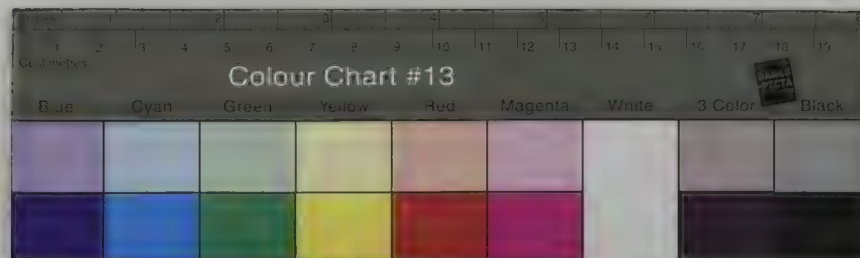 Inches 1 2 3 4 5 6 7
1 2 3 4 5 6 7 8 9 10 11 12 13 14 15 16 17 18 19
Centimetres
Colour Chart #13
Blue Cyan Green Yellow Red Magenta White 3 Color Black